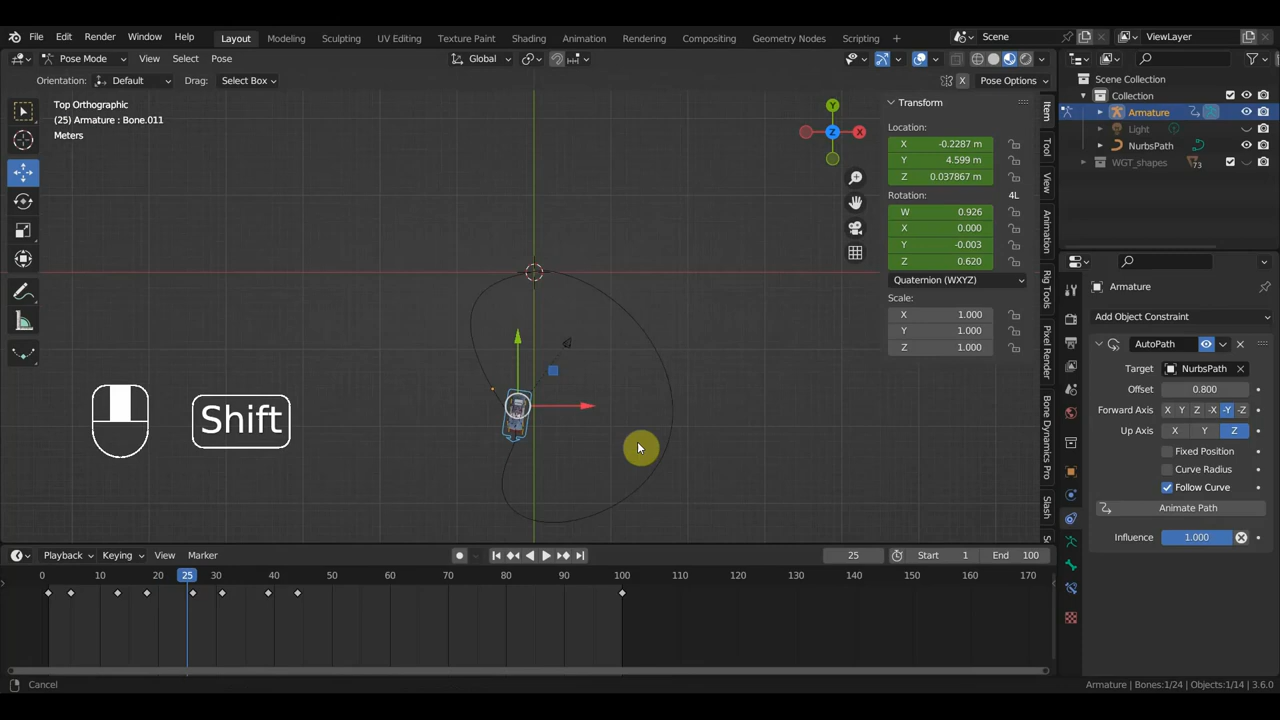 File Edit Render Window Help Layout Modeling Sculpting UV Editing Texture Paint Shading Animation Rendering Compositing Geometry Nodes Scripting + Scene ViewLayer
Pose Mode View Select Pose Global
Orientation: Default Drag: Select Box X Pose Options
Top Orthographic
(25) Armature : Bone.011
Meters
Y
Z
X
Transform
Location:
X -0.2287 m
Y 4.599 m
Z 0.037867 m
Rotation: 4L
W 0.926
X 0.000
Y -0.003
Z 0.620
Quaternion (WXYZ)
Scale:
X 1.000
Y 1.000
Z 1.000
Item
Tool
View
Animation
Rig Tools
Pixel Render
Bone Dynamics Pro
Slash
Scene Collection
Collection
Armature
Light
NurbsPath
WGT_shapes 73
Armature
Add Object Constraint
AutoPath
Target NurbsPath
Offset 0.800
Forward Axis X Y Z -X -Y -Z
Up Axis X Y Z
Fixed Position
Curve Radius
Follow Curve
Animate Path
Influence 1.000
Shift
Playback Keying View Marker 25 Start 1 End 100
0 10 20 25 30 40 50 60 70 80 90 100 110 120 130 140 150 160 170
Cancel
Armature | Bones:1/24 | Objects:1/14 | 3.6.0